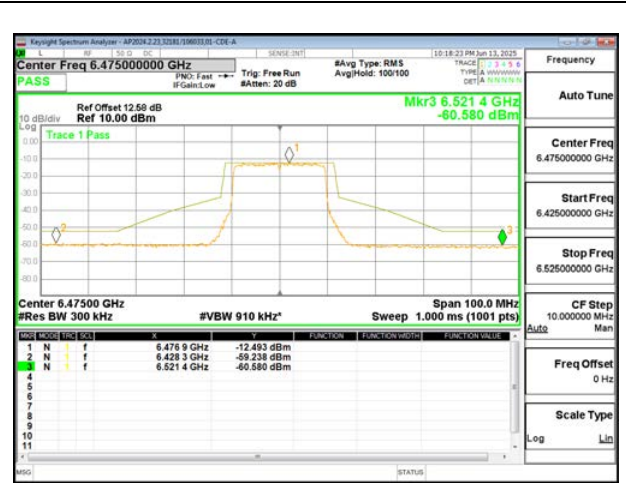 Keysight Spectrum Analyzer - AP2024.2.23,32181/106033,01-CDE-A
L RF 50 Ω DC SENSE:INT 10:18:23 PM Jun 13, 2025
Center Freq 6.475000000 GHz #Avg Type: RMS TRACE 1 2 3 4 5 6
PASS PNO: Fast Trig: Free Run Avg|Hold: 100/100 TYPE A WWWWW
IFGain:Low #Atten: 20 dB DET A N N N N N
Ref Offset 12.58 dB Mkr3 6.521 4 GHz
10 dB/div Ref 10.00 dBm -60.580 dBm
Log
Trace 1 Pass
0.00
-10.0
-20.0
-30.0
-40.0
-50.0
-60.0
-70.0
-80.0
1
2
3
Center 6.47500 GHz Span 100.0 MHz
#Res BW 300 kHz #VBW 910 kHz* Sweep 1.000 ms (1001 pts)
MKR MODE TRC SCL X Y FUNCTION FUNCTION WIDTH FUNCTION VALUE
1 N 1 f 6.476 9 GHz -12.493 dBm
2 N 1 f 6.428 3 GHz -59.238 dBm
3 N 1 f 6.521 4 GHz -60.580 dBm
4
5
6
7
8
9
10
11
MSG STATUS
Frequency
Auto Tune
Center Freq
6.475000000 GHz
Start Freq
6.425000000 GHz
Stop Freq
6.525000000 GHz
CF Step
10.000000 MHz
Auto Man
Freq Offset
0 Hz
Scale Type
Log Lin